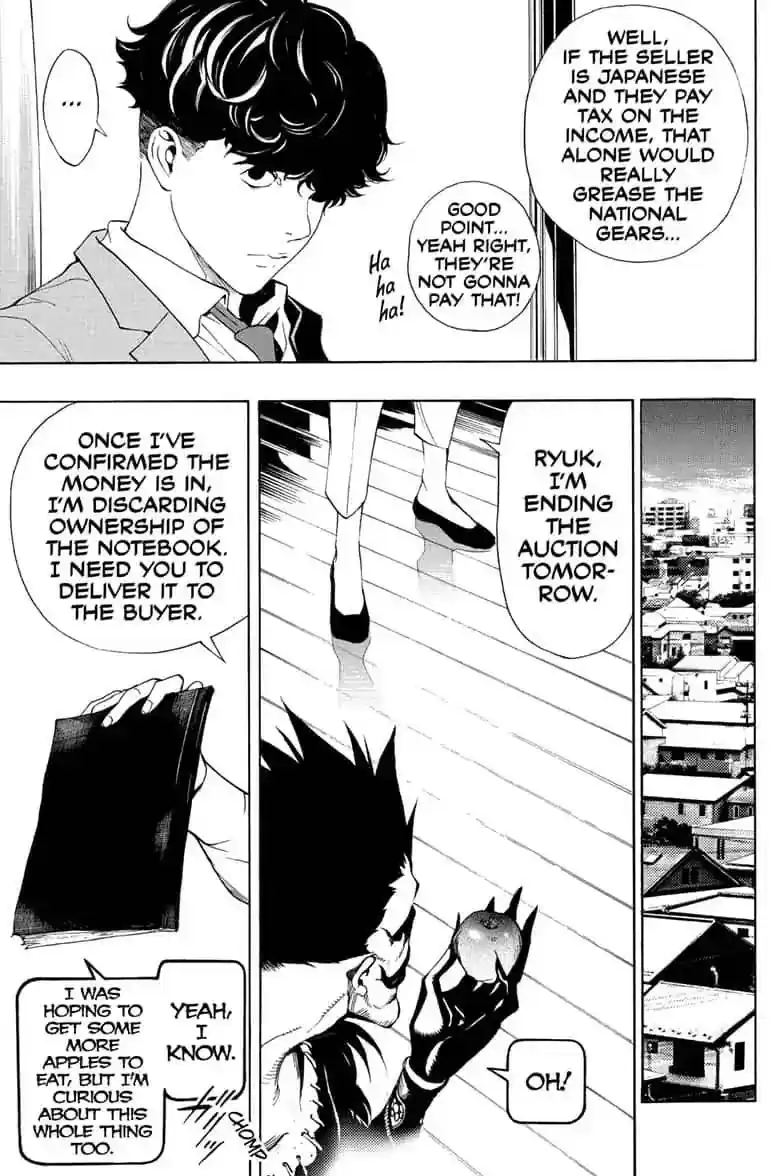 WELL,
IF THE SELLER
IS JAPANESE
AND THEY PAY
TAX ON THE
INCOME, THAT
ALONE WOULD
REALLY
GREASE THE
NATIONAL
GEARS...
GOOD
POINT...
YEAH RIGHT,
THEY'RE
NOT GONNA
PAY THAT!
Ha
ha
ha!
...
RYUK,
I'M
ENDING
THE
AUCTION
TOMOR-
ROW.
OH!
ONCE I'VE
CONFIRMED THE
MONEY IS IN,
I'M DISCARDING
OWNERSHIP OF
THE NOTEBOOK.
I NEED YOU TO
DELIVER IT TO
THE BUYER.
YEAH,
I
KNOW.
I WAS
HOPING TO
GET SOME
MORE
APPLES TO
EAT, BUT I'M
CURIOUS
ABOUT THIS
WHOLE THING
TOO.
CHOMP